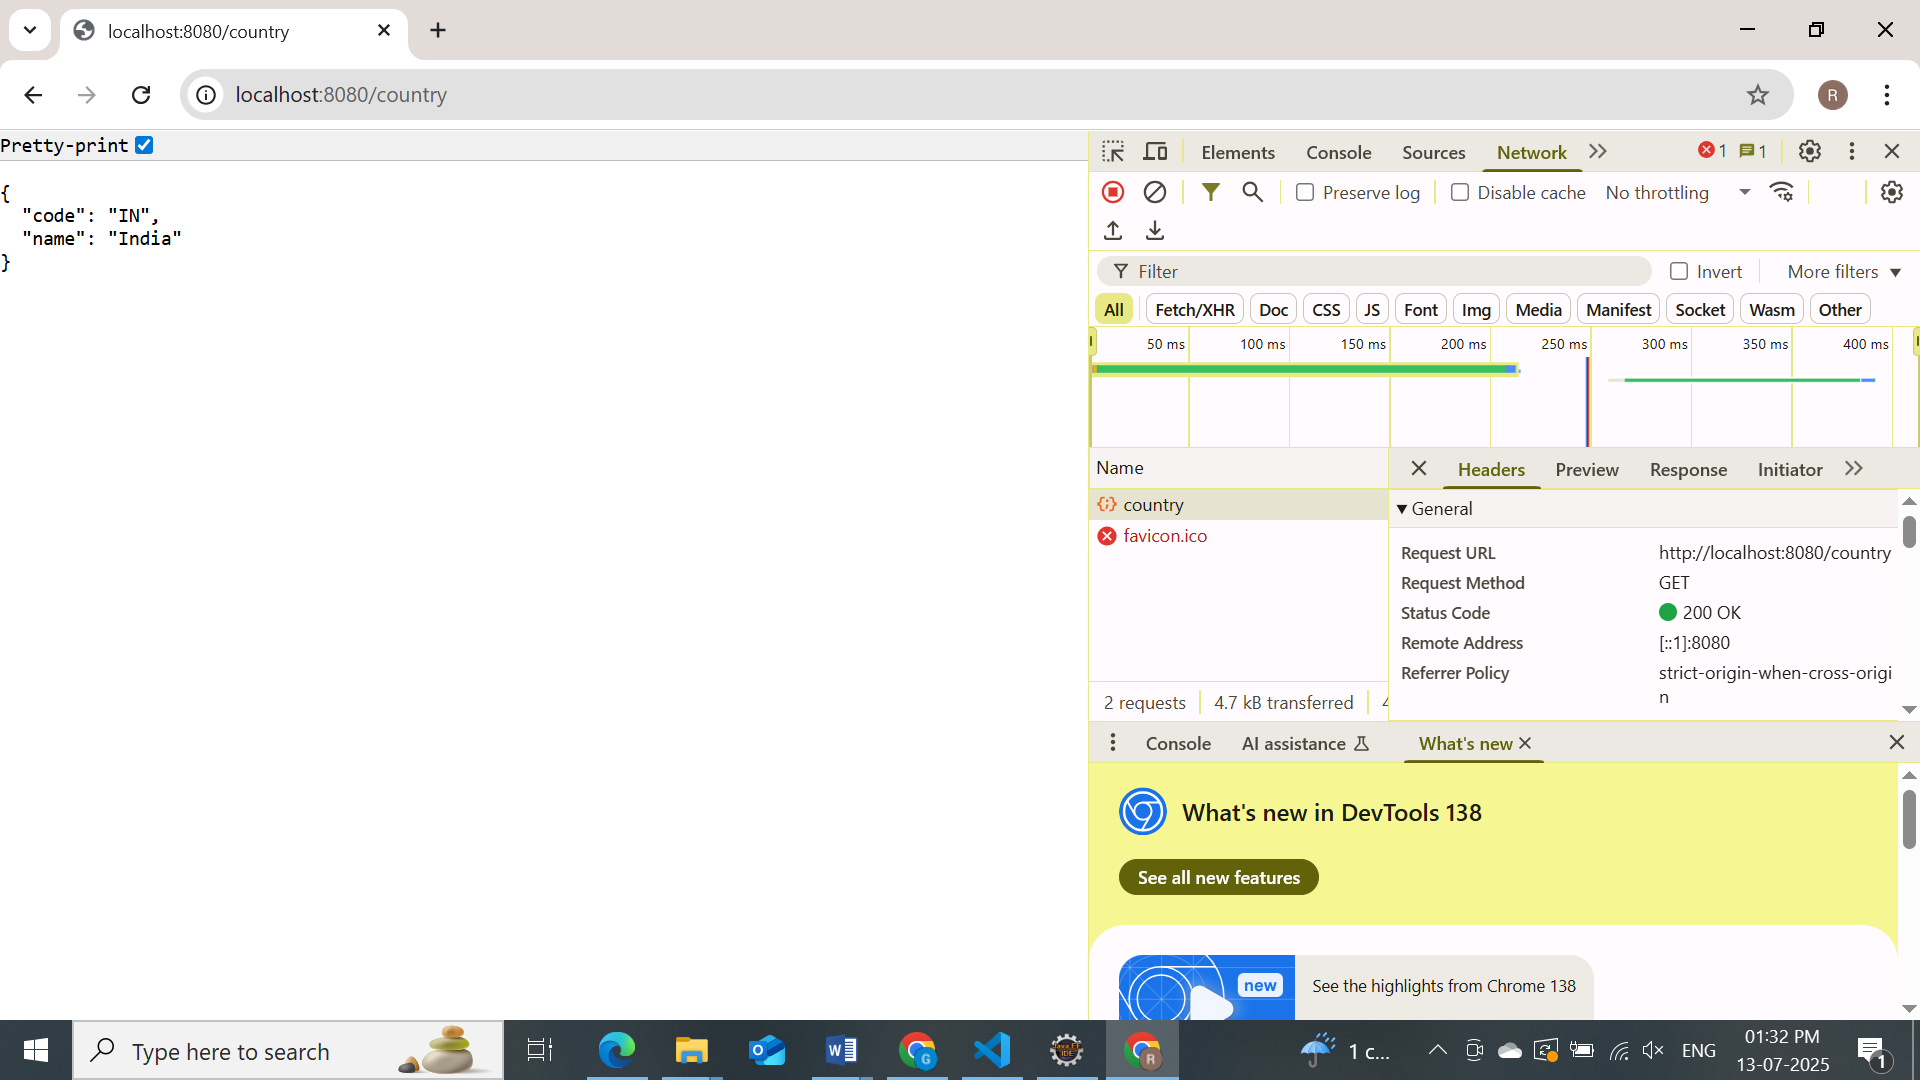 localhost:8080/country
localhost:8080/country
R
Pretty-print
{
  "code": "IN",
  "name": "India"
}
Elements Console Sources Network 1 1
Preserve log Disable cache No throttling
Filter Invert More filters
All Fetch/XHR Doc CSS JS Font Img Media Manifest Socket Wasm Other
50 ms 100 ms 150 ms 200 ms 250 ms 300 ms 350 ms 400 ms
Name
country
favicon.ico
2 requests 4.7 kB transferred
Headers Preview Response Initiator
General
Request URL http://localhost:8080/country
Request Method GET
Status Code 200 OK
Remote Address [::1]:8080
Referrer Policy strict-origin-when-cross-origi
n
Console AI assistance What's new
What's new in DevTools 138
See all new features
new See the highlights from Chrome 138
Type here to search
G
Java EE
IDE
R
1 c...
ENG
01:32 PM
13-07-2025
1